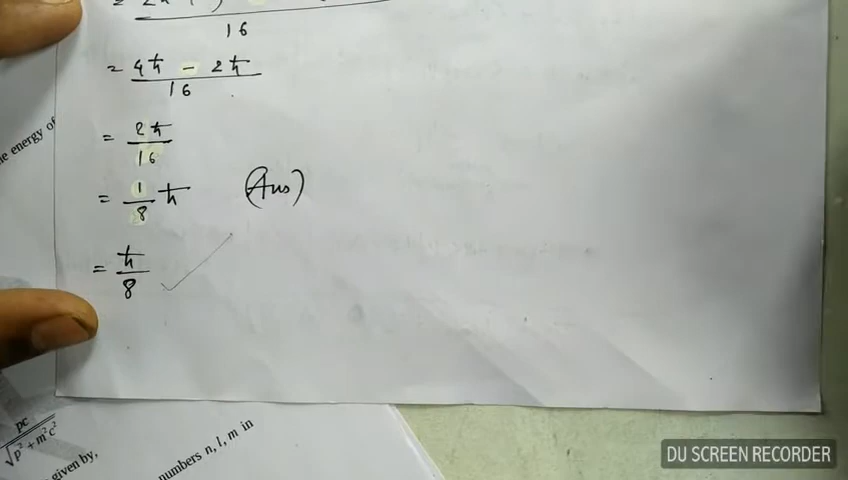 16
= 4ħ - 2ħ / 16
= 2ħ / 16
= 1/8 ħ (Ans)
= ħ/8 ✓
he energy of
pc / √p² + m²c²
given by,
numbers n, l, m in
DU SCREEN RECORDER